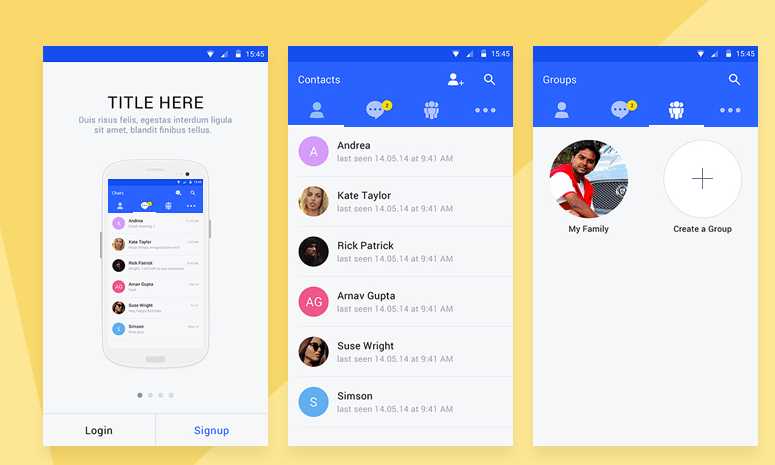 15:45
TITLE HERE
Duis risus felis, egestas interdum ligula
sit amet, blandit finibus tellus.
15:45
Chats
2
Andrea
Kate Taylor
Rick Patrick
Arnav Gupta
Suse Wright
Simson
A
AG
S
Login
Signup
15:45
Contacts
2
A
Andrea
last seen 14.05.14 at 9:41 AM
Kate Taylor
last seen 14.05.14 at 9:41 AM
Rick Patrick
last seen 14.05.14 at 9:41 AM
AG
Arnav Gupta
last seen 14.05.14 at 9:41 AM
Suse Wright
last seen 14.05.14 at 9:41 AM
S
Simson
last seen 14.05.14 at 9:41 AM
15:45
Groups
2
My Family
Create a Group